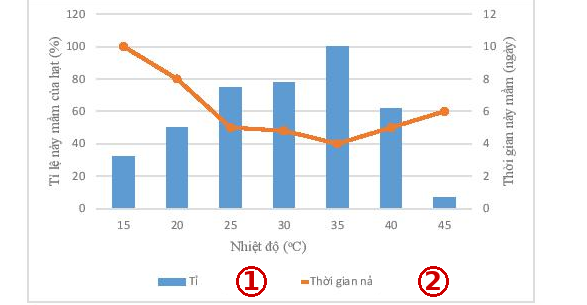 120
100
80
60
40
20
0
Tỉ lệ nảy mầm của hạt (%)
12
10
8
6
4
2
0
Thời gian nảy mầm (ngày)
15 20 25 30 35 40 45
Nhiệt độ (°C)
Tỉ ① Thời gian nả ②